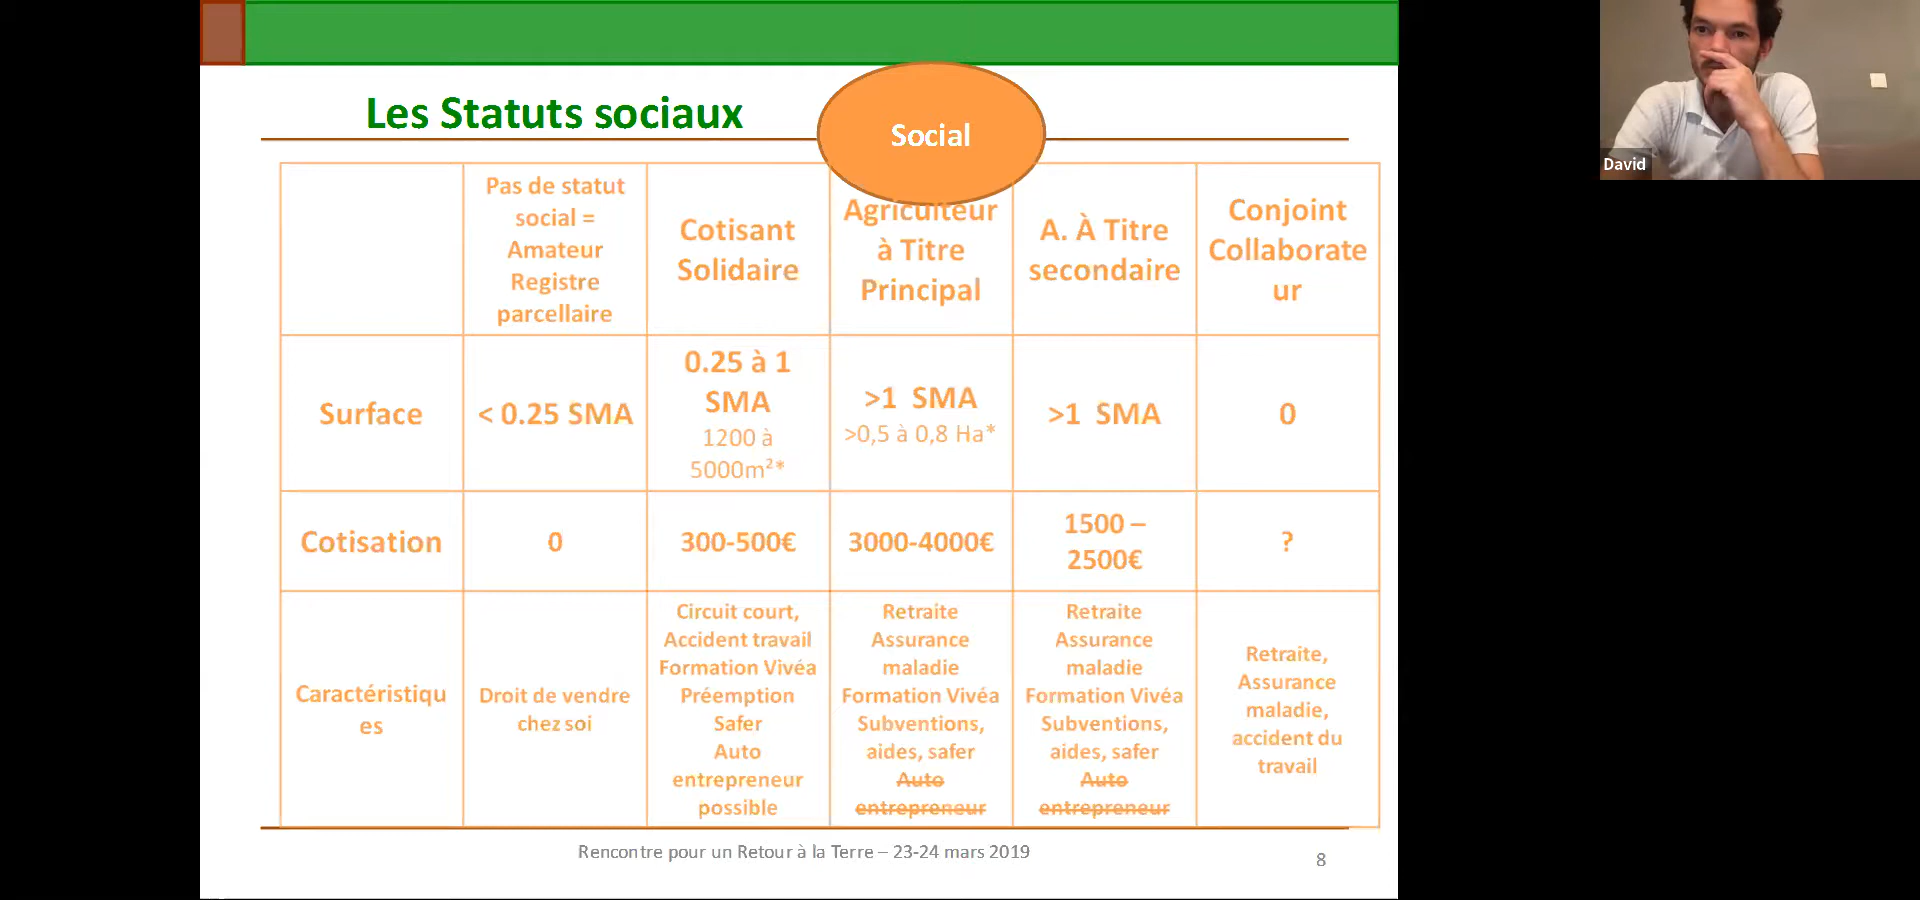 Les Statuts sociaux
Social
David
Pas de statut
social =
Amateur
Registre
parcellaire
Cotisant
Solidaire
Agriculteur
à Titre
Principal
A. À Titre
secondaire
Conjoint
Collaborate
ur
Surface
< 0.25 SMA
0.25 à 1
SMA
1200 à
5000m²*
>1 SMA
>0,5 à 0,8 Ha*
>1 SMA
0
Cotisation
0
300-500€
3000-4000€
1500 –
2500€
?
Caractéristiqu
es
Droit de vendre
chez soi
Circuit court,
Accident travail
Formation Vivéa
Préemption
Safer
Auto
entrepreneur
possible
Retraite
Assurance
maladie
Formation Vivéa
Subventions,
aides, safer
Auto
entrepreneur
Retraite
Assurance
maladie
Formation Vivéa
Subventions,
aides, safer
Auto
entrepreneur
Retraite,
Assurance
maladie,
accident du
travail
Rencontre pour un Retour à la Terre – 23-24 mars 2019
8